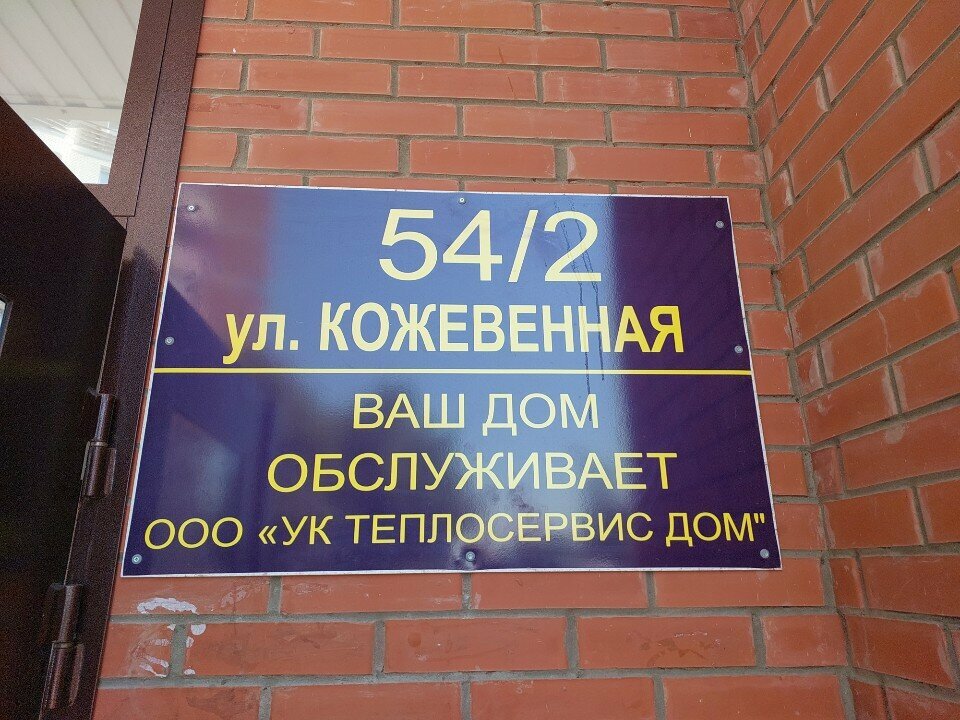 54/2
ул. КОЖЕВЕННАЯ
ВАШ ДОМ
ОБСЛУЖИВАЕТ
ООО «УК ТЕПЛОСЕРВИС ДОМ"